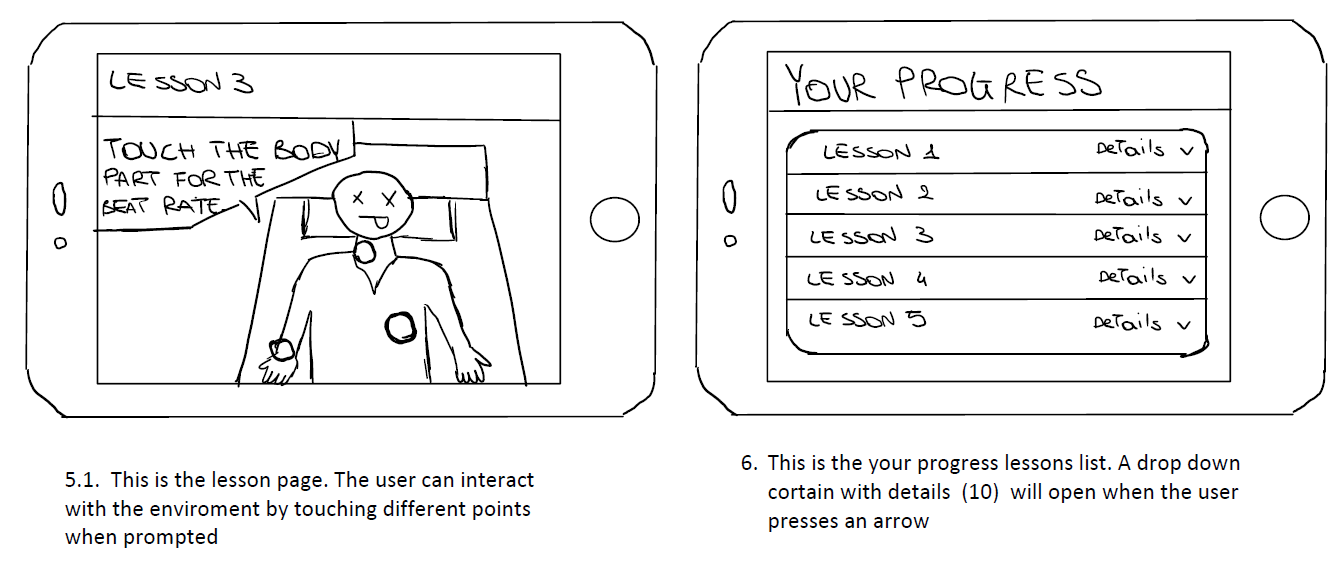 LESSON 3
TOUCH THE BODY
PART FOR THE
BEAT RATE
5.1. This is the lesson page. The user can interact
with the enviroment by touching different points
when prompted
YOUR PROGRESS
LESSON 1 Details
LESSON 2 Details
LESSON 3 Details
LESSON 4 Details
LESSON 5 Details
6. This is the your progress lessons list. A drop down
cortain with details (10) will open when the user
presses an arrow